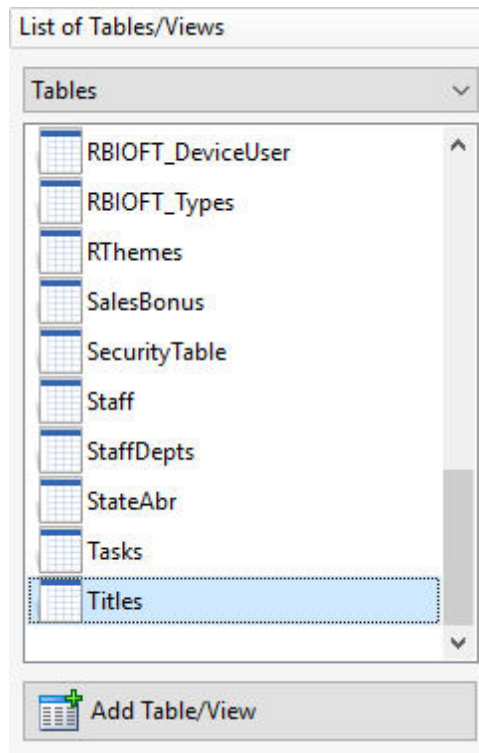 List of Tables/Views
Tables
RBIOFT_DeviceUser
RBIOFT_Types
RThemes
SalesBonus
SecurityTable
Staff
StaffDepts
StateAbr
Tasks
Titles
Add Table/View